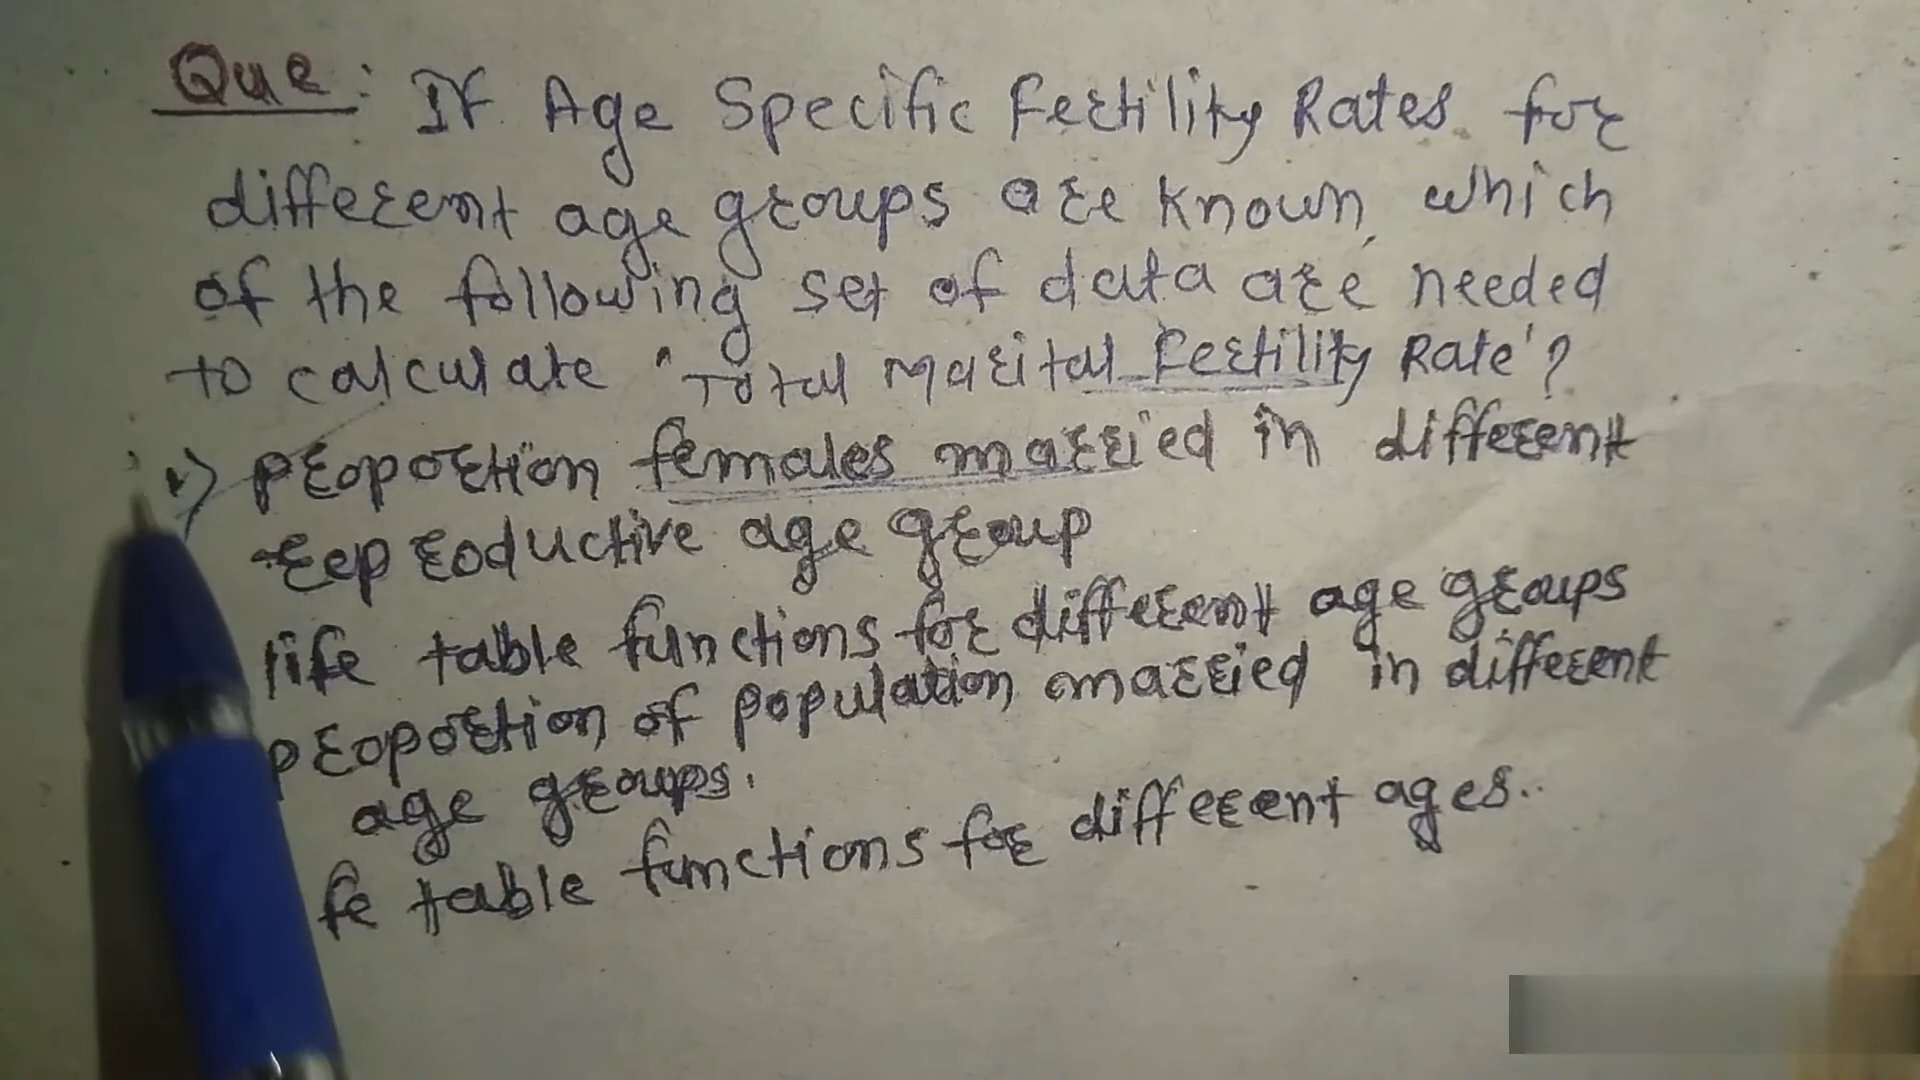 Que: If Age Specific Fertility Rates for
different age groups are known, which
of the following set of data are needed
to calculate "Total Marital Fertility Rate'?
1.) Proportion females married in different
reproductive age group
life table functions for different age groups
proportion of population married in different
age groups.
fe table functions for different ages..